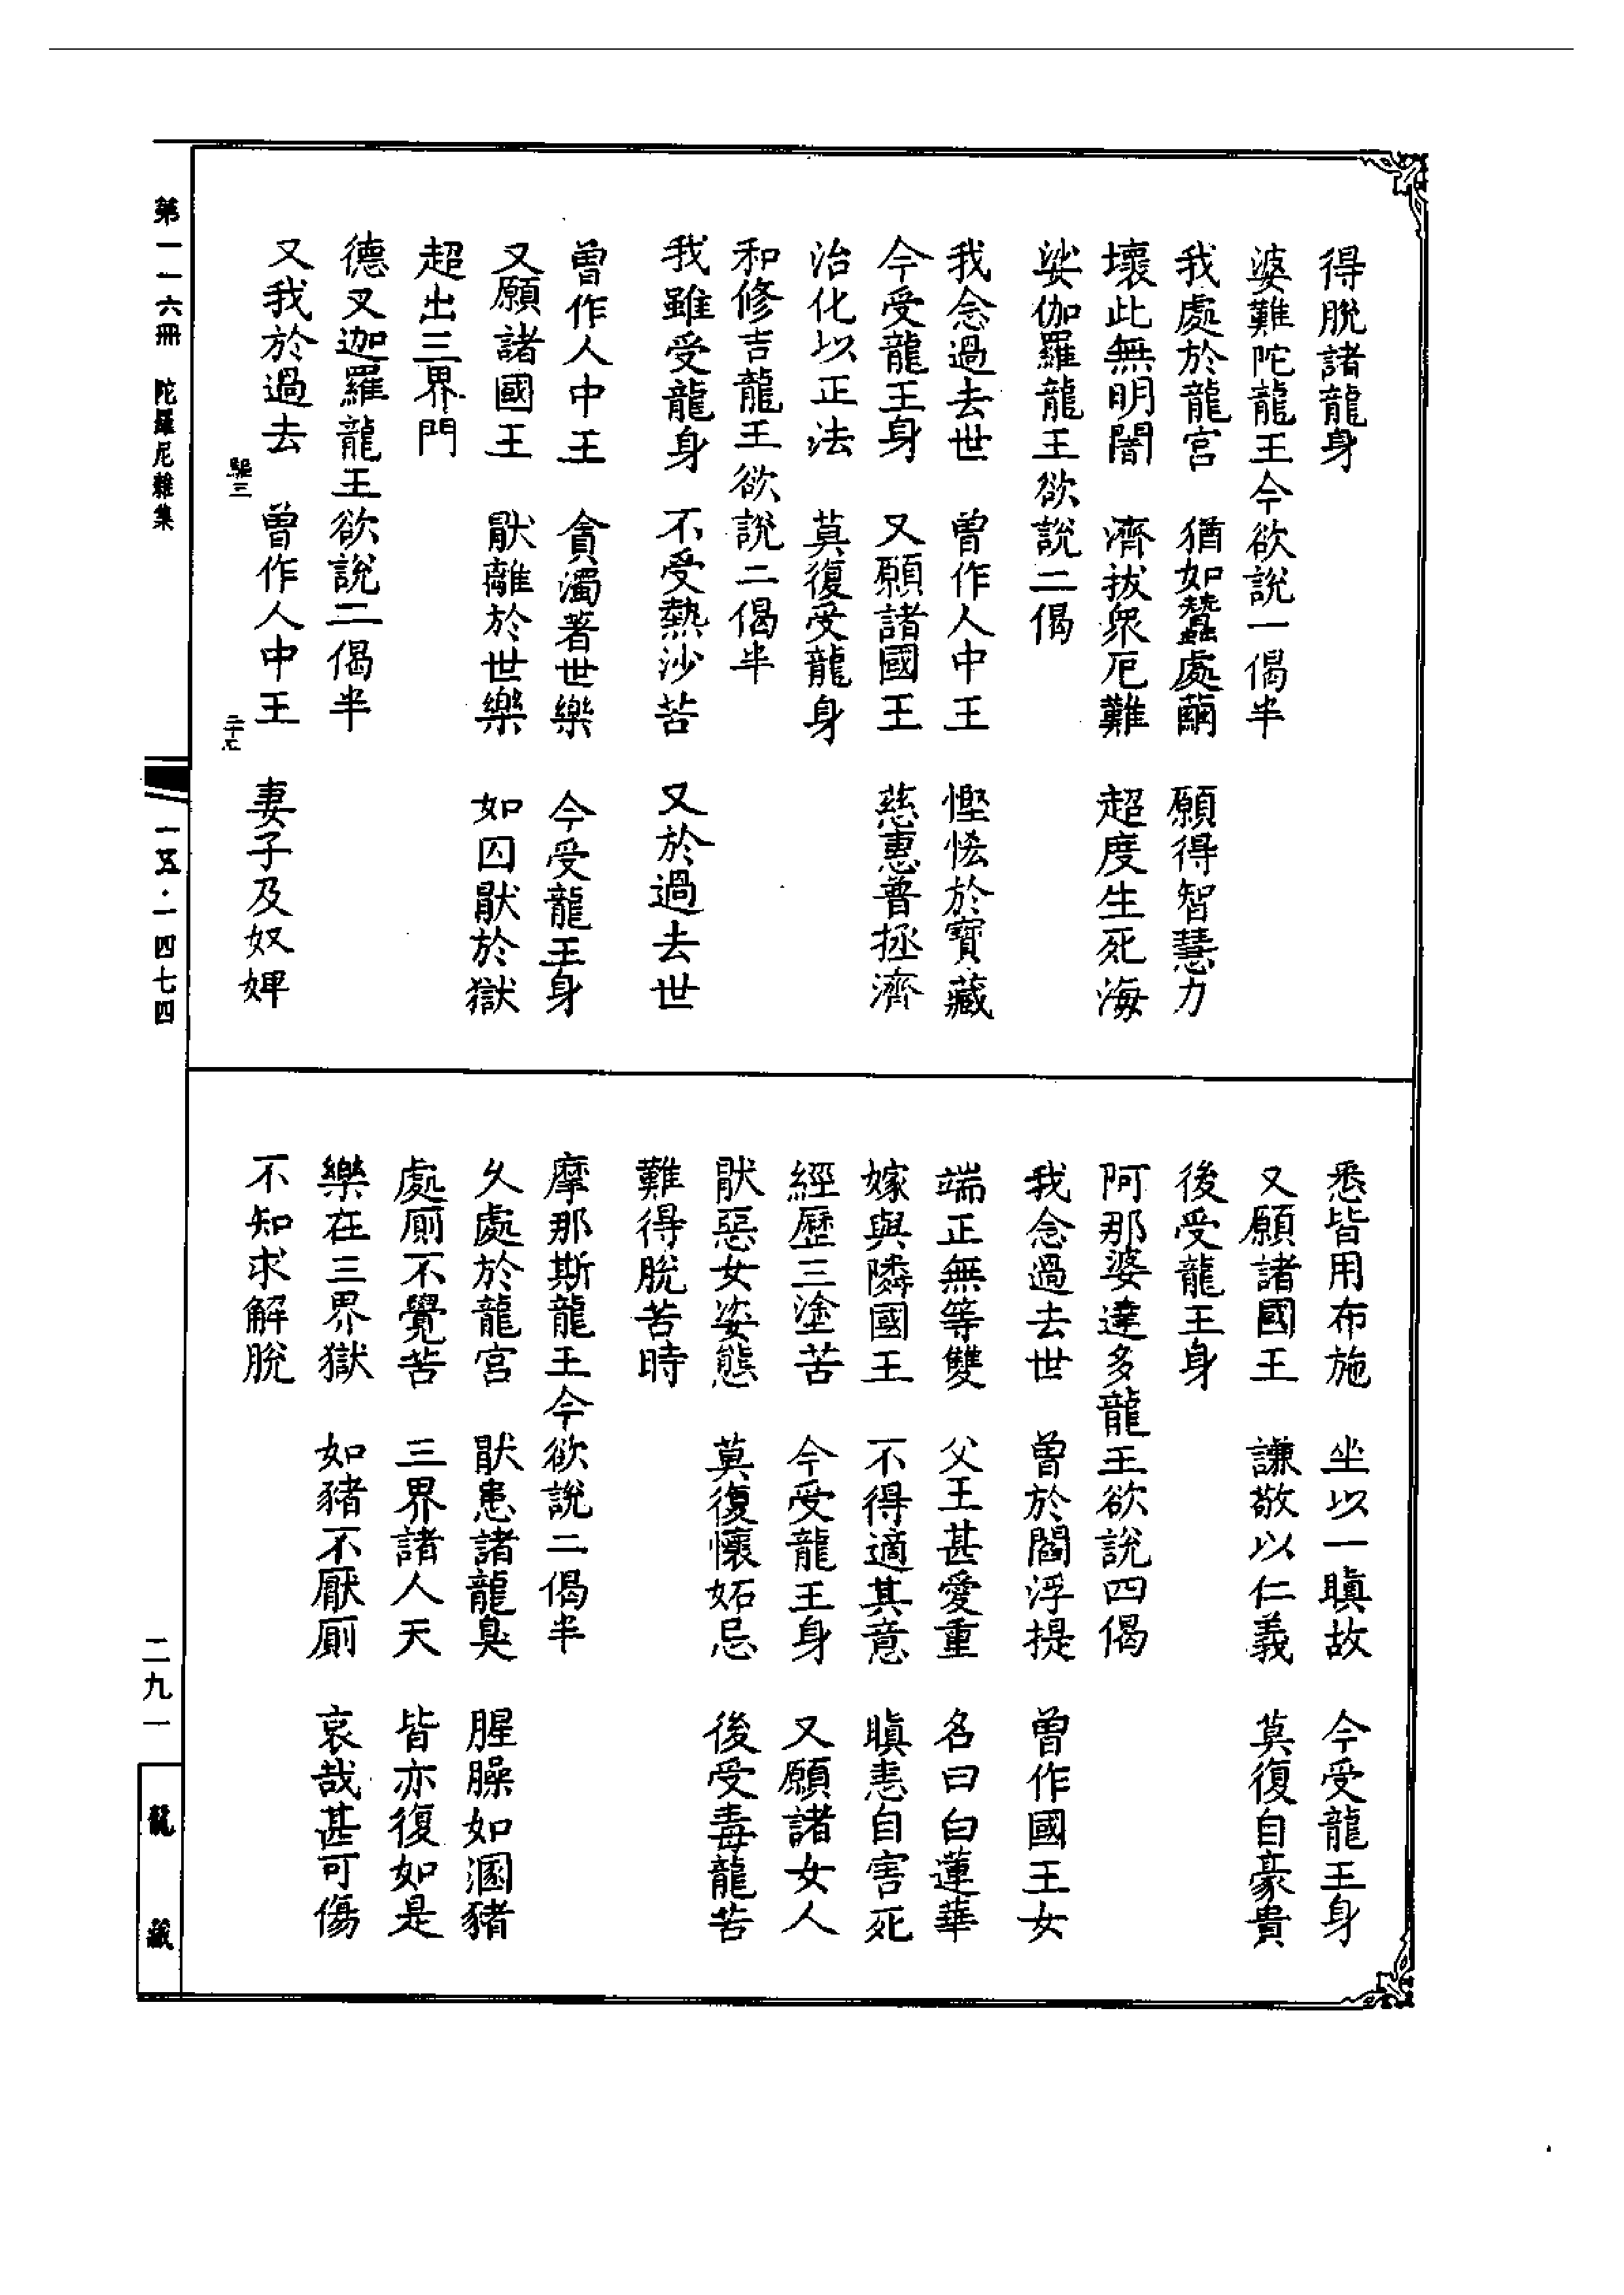 得脫諸龍身
婆難陀龍王今欲說一偈半
我處於龍宮　猶如蠶處繭　願得智慧力
壞此無明闇　濟拔衆厄難　超度生死海
娑伽羅龍王欲說二偈
我念過去世　曾作人中王　慳悋於寶藏
今受龍王身　又願諸國王　慈惠普拯濟
治化以正法　莫復受龍身
和修吉龍王欲說二偈半
我雖受龍身　不受熱沙苦　又於過去世
曾作人中王　貪濁著世樂　今受龍王身
又願諸國王　猒離於世樂　如囚猒於獄
超出三界門
德叉迦羅龍王欲說二偈半
又我於過去　曾作人中王　妻子及奴婢
悉皆用布施　坐以一瞋故　今受龍王身
又願諸國王　謙敬以仁義　莫復自豪貴
後受龍王身
阿那婆達多龍王欲說四偈
我念過去世　曾於閻浮提　曾作國王女
端正無等雙　父王甚愛重　名曰白蓮華
嫁與隣國王　不得適其意　瞋恚自害死
經歷三塗苦　今受龍王身　又願諸女人
猒惡女姿態　莫復懷妬忌　後受毒龍苦
難得脫苦時
摩那斯龍王今欲說二偈半
久處於龍宮　猒患諸龍臭　腥臊如溷豬
處廁不覺苦　三界諸人天　皆亦復如是
樂在三界獄　如豬不厭廁　哀哉甚可傷
不知求解脫
第一一六冊　陀羅尼雜集
一五·一四七四
二九一
龍藏